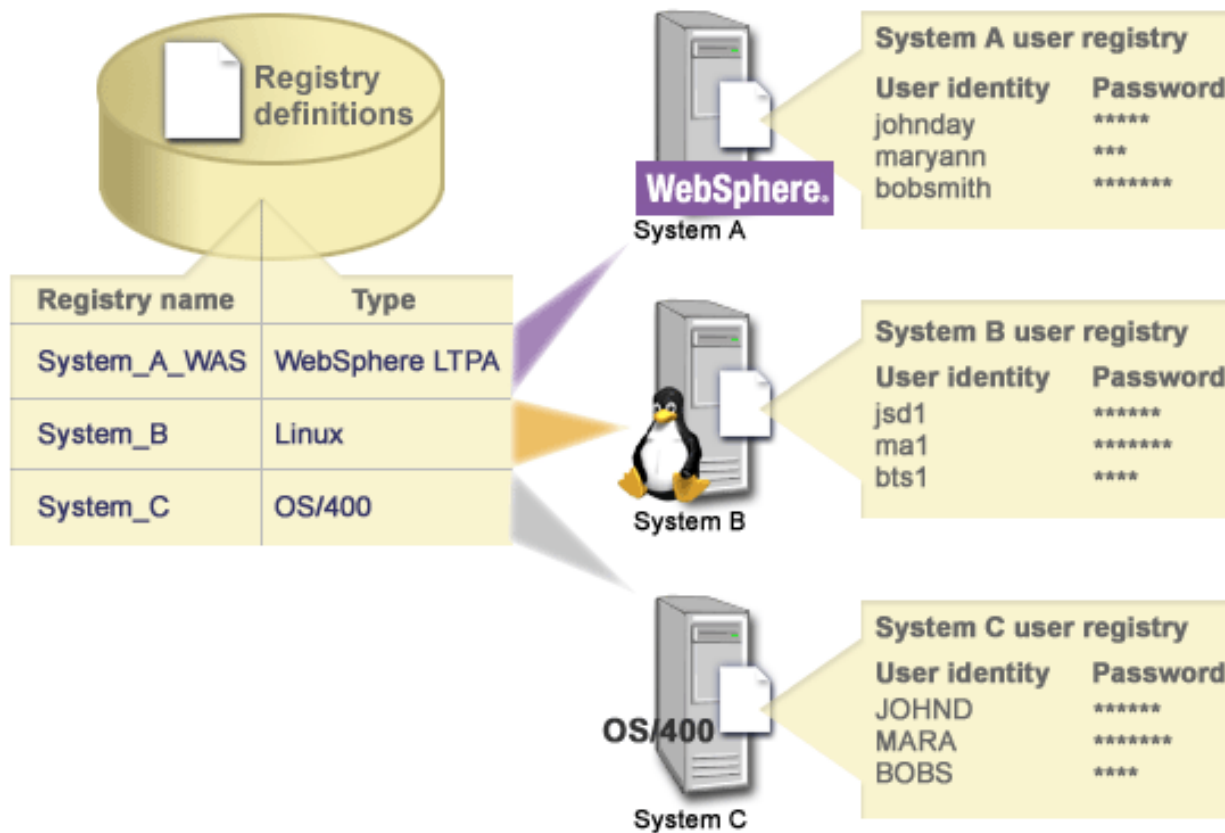 Registry
definitions
Registry name Type
System_A_WAS WebSphere LTPA
System_B Linux
System_C OS/400
WebSphere.
System A
System A user registry
User identity Password
johnday *****
maryann ***
bobsmith *******
System B
System B user registry
User identity Password
jsd1 ******
ma1 *******
bts1 ****
OS/400
System C
System C user registry
User identity Password
JOHND ******
MARA *******
BOBS ****